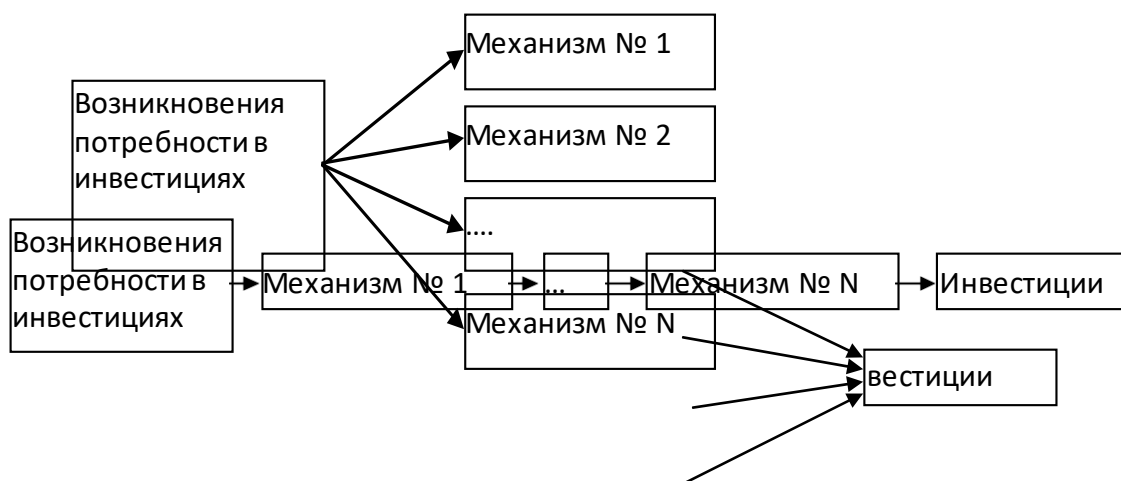 Механизм № 1
Возникновения
потребности в
инвестициях
Механизм № 2
....
Возникновения
потребности в
инвестициях
Механизм № 1
...
Механизм № N
Инвестиции
Механизм № N
вестиции